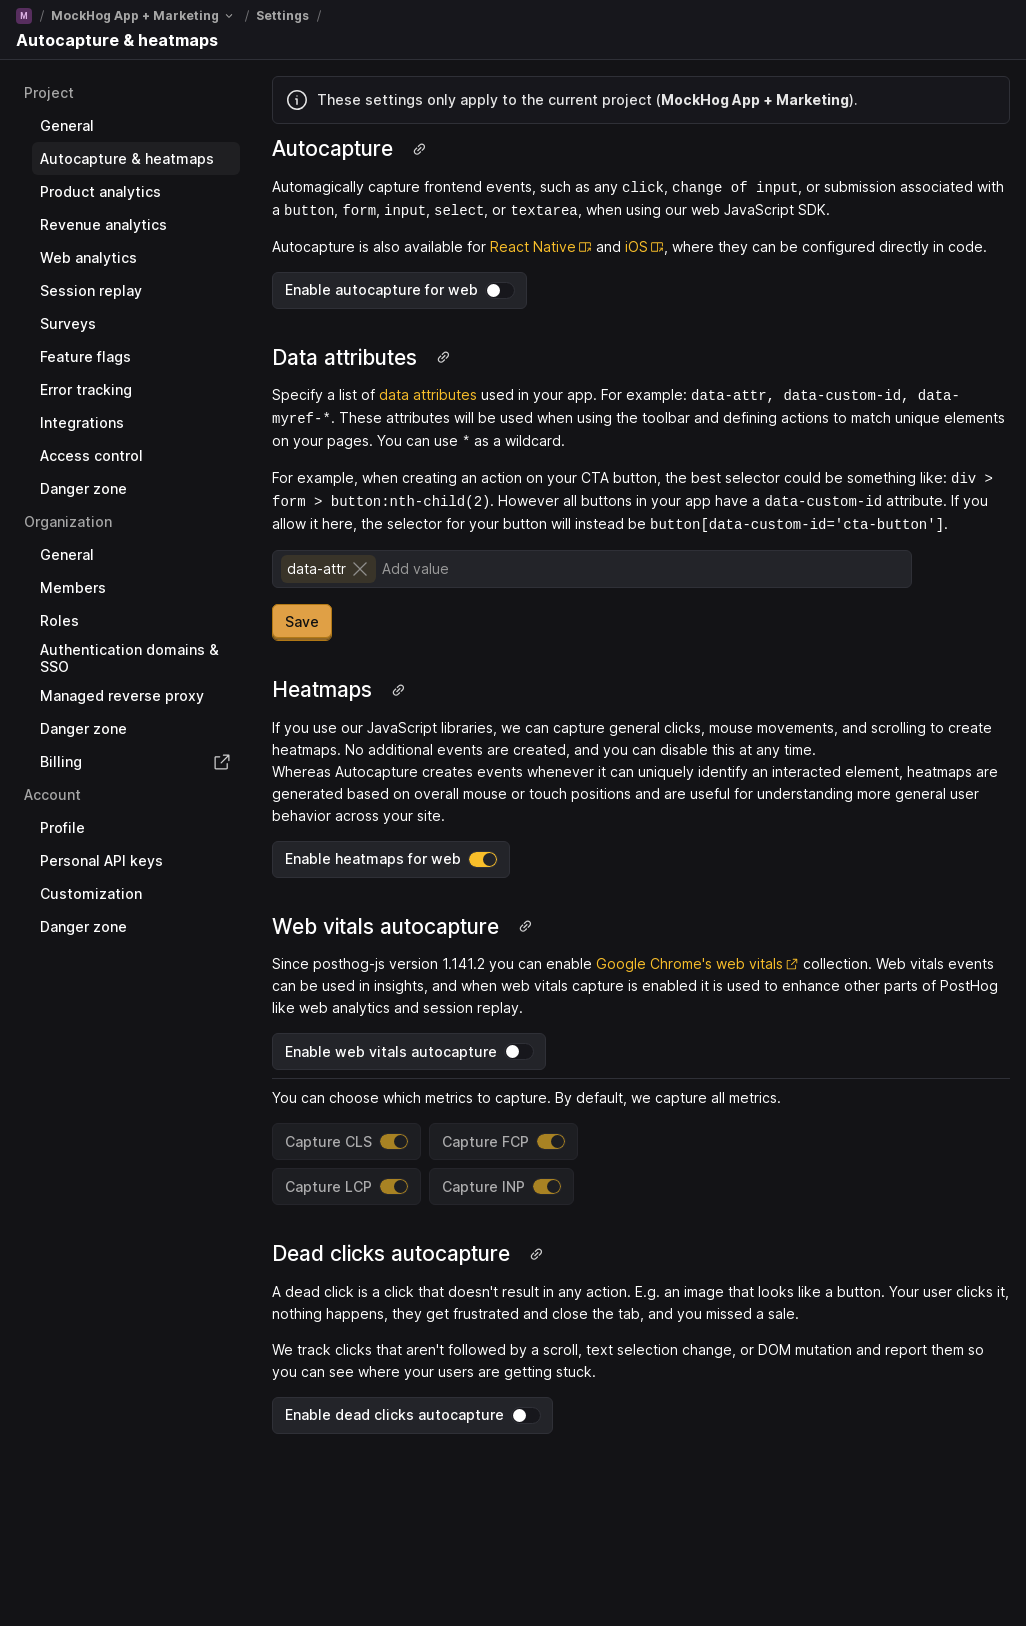 M / MockHog App + Marketing / Settings /
Autocapture & heatmaps
Project
General
Autocapture & heatmaps
Product analytics
Revenue analytics
Web analytics
Session replay
Surveys
Feature flags
Error tracking
Integrations
Access control
Danger zone
Organization
General
Members
Roles
Authentication domains &
SSO
Managed reverse proxy
Danger zone
Billing
Account
Profile
Personal API keys
Customization
Danger zone
These settings only apply to the current project (MockHog App + Marketing).
Autocapture
Automagically capture frontend events, such as any click, change of input, or submission associated with
a button, form, input, select, or textarea, when using our web JavaScript SDK.
Autocapture is also available for React Native and iOS, where they can be configured directly in code.
Enable autocapture for web
Data attributes
Specify a list of data attributes used in your app. For example: data-attr, data-custom-id, data-
myref-*. These attributes will be used when using the toolbar and defining actions to match unique elements
on your pages. You can use * as a wildcard.
For example, when creating an action on your CTA button, the best selector could be something like: div >
form > button:nth-child(2). However all buttons in your app have a data-custom-id attribute. If you
allow it here, the selector for your button will instead be button[data-custom-id='cta-button'].
data-attr Add value
Save
Heatmaps
If you use our JavaScript libraries, we can capture general clicks, mouse movements, and scrolling to create
heatmaps. No additional events are created, and you can disable this at any time.
Whereas Autocapture creates events whenever it can uniquely identify an interacted element, heatmaps are
generated based on overall mouse or touch positions and are useful for understanding more general user
behavior across your site.
Enable heatmaps for web
Web vitals autocapture
Since posthog-js version 1.141.2 you can enable Google Chrome's web vitals collection. Web vitals events
can be used in insights, and when web vitals capture is enabled it is used to enhance other parts of PostHog
like web analytics and session replay.
Enable web vitals autocapture
You can choose which metrics to capture. By default, we capture all metrics.
Capture CLS Capture FCP
Capture LCP Capture INP
Dead clicks autocapture
A dead click is a click that doesn't result in any action. E.g. an image that looks like a button. Your user clicks it,
nothing happens, they get frustrated and close the tab, and you missed a sale.
We track clicks that aren't followed by a scroll, text selection change, or DOM mutation and report them so
you can see where your users are getting stuck.
Enable dead clicks autocapture